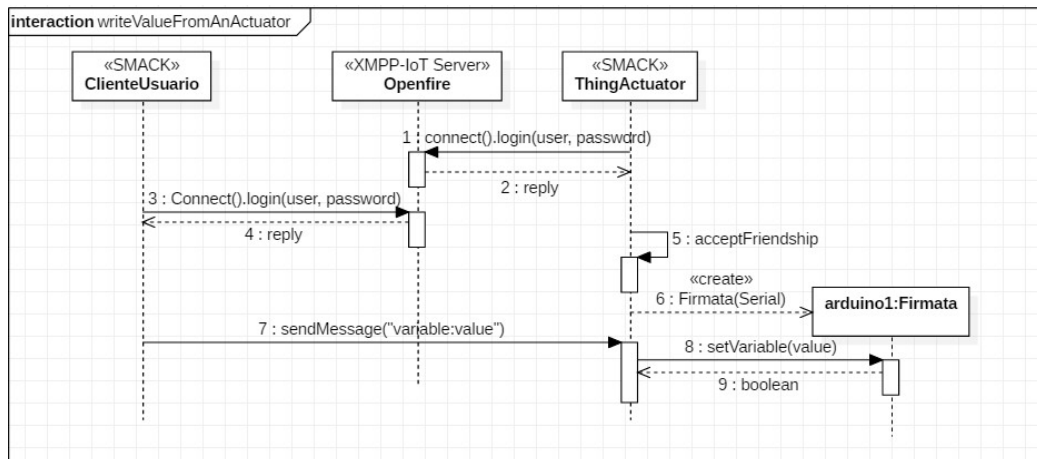 interaction writeValueFromAnActuator
«SMACK»
ClienteUsuario
«XMPP-IoT Server»
Openfire
«SMACK»
ThingActuator
1 : connect().login(user, password)
2 : reply
3 : Connect().login(user, password)
4 : reply
5 : acceptFriendship
«create»
6 : Firmata(Serial)
arduino1:Firmata
7 : sendMessage("variable:value")
8 : setVariable(value)
9 : boolean